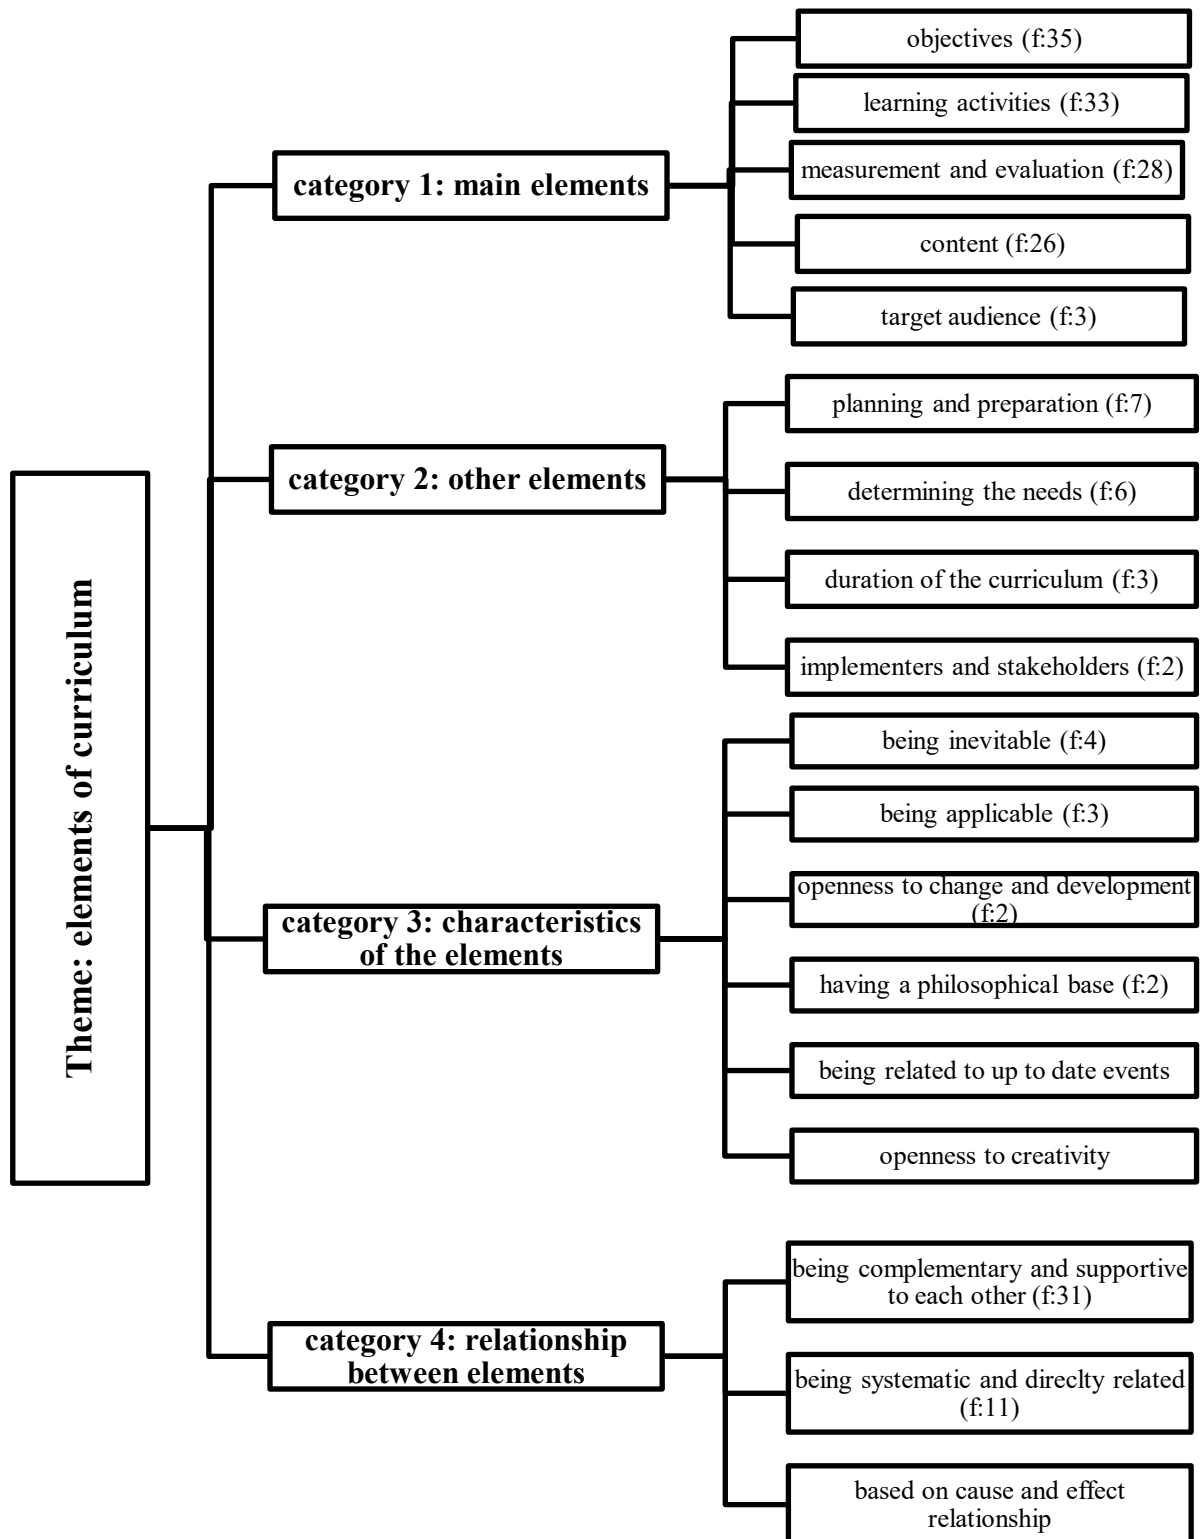 Theme: elements of curriculum
category 1: main elements
objectives (f:35)
learning activities (f:33)
measurement and evaluation (f:28)
content (f:26)
target audience (f:3)
category 2: other elements
planning and preparation (f:7)
determining the needs (f:6)
duration of the curriculum (f:3)
implementers and stakeholders (f:2)
category 3: characteristics
of the elements
being inevitable (f:4)
being applicable (f:3)
openness to change and development
(f:2)
having a philosophical base (f:2)
being related to up to date events
openness to creativity
category 4: relationship
between elements
being complementary and supportive
to each other (f:31)
being systematic and direclty related
(f:11)
based on cause and effect
relationship